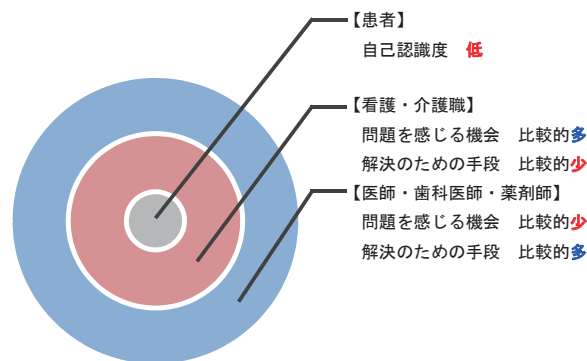 【患者】
自己認識度 低
【看護・介護職】
問題を感じる機会 比較的多
解決のための手段 比較的少
【医師・歯科医師・薬剤師】
問題を感じる機会 比較的少
解決のための手段 比較的多